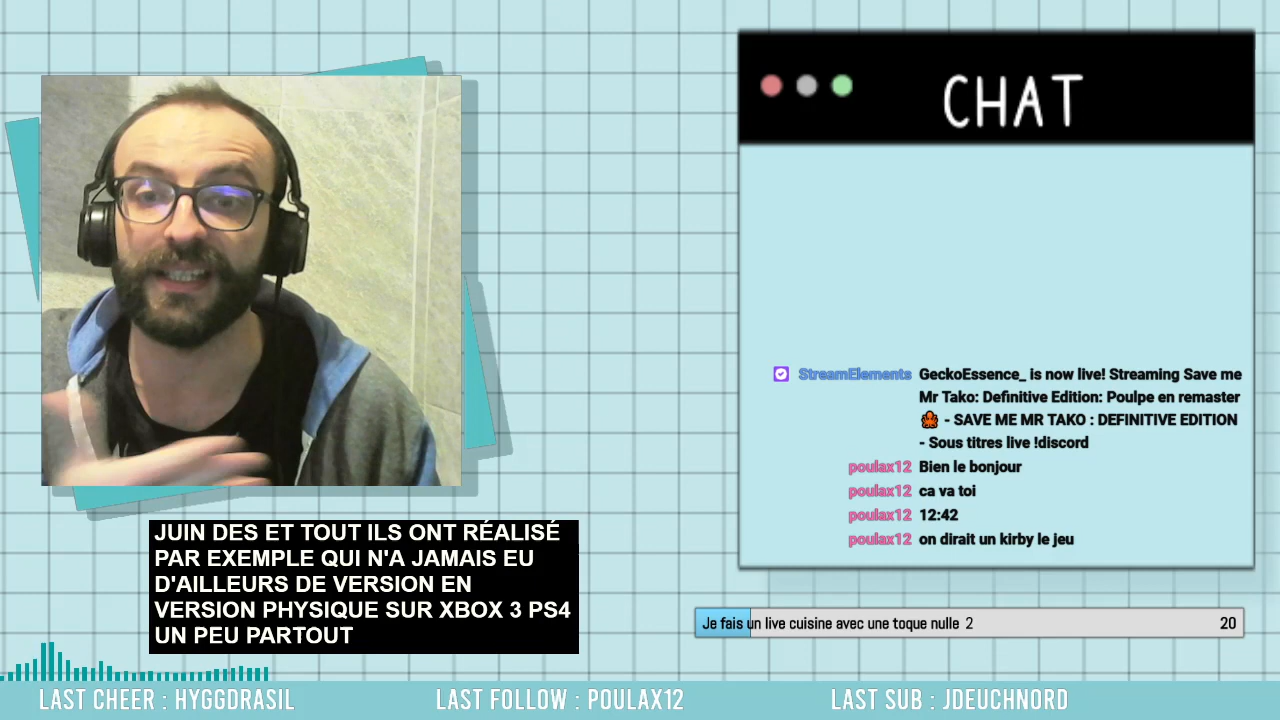 CHAT
StreamElements GeckoEssence_ is now live! Streaming Save me
Mr Tako: Definitive Edition: Poulpe en remaster
🐙 - SAVE ME MR TAKO : DEFINITIVE EDITION
- Sous titres live !discord
poulax12 Bien le bonjour
poulax12 ca va toi
poulax12 12:42
poulax12 on dirait un kirby le jeu
JUIN DES ET TOUT ILS ONT RÉALISÉ
PAR EXEMPLE QUI N'A JAMAIS EU
D'AILLEURS DE VERSION EN
VERSION PHYSIQUE SUR XBOX 3 PS4
UN PEU PARTOUT
Je fais un live cuisine avec une toque nulle 2 20
LAST CHEER : HYGGDRASIL LAST FOLLOW : POULAX12 LAST SUB : JDEUCHNORD